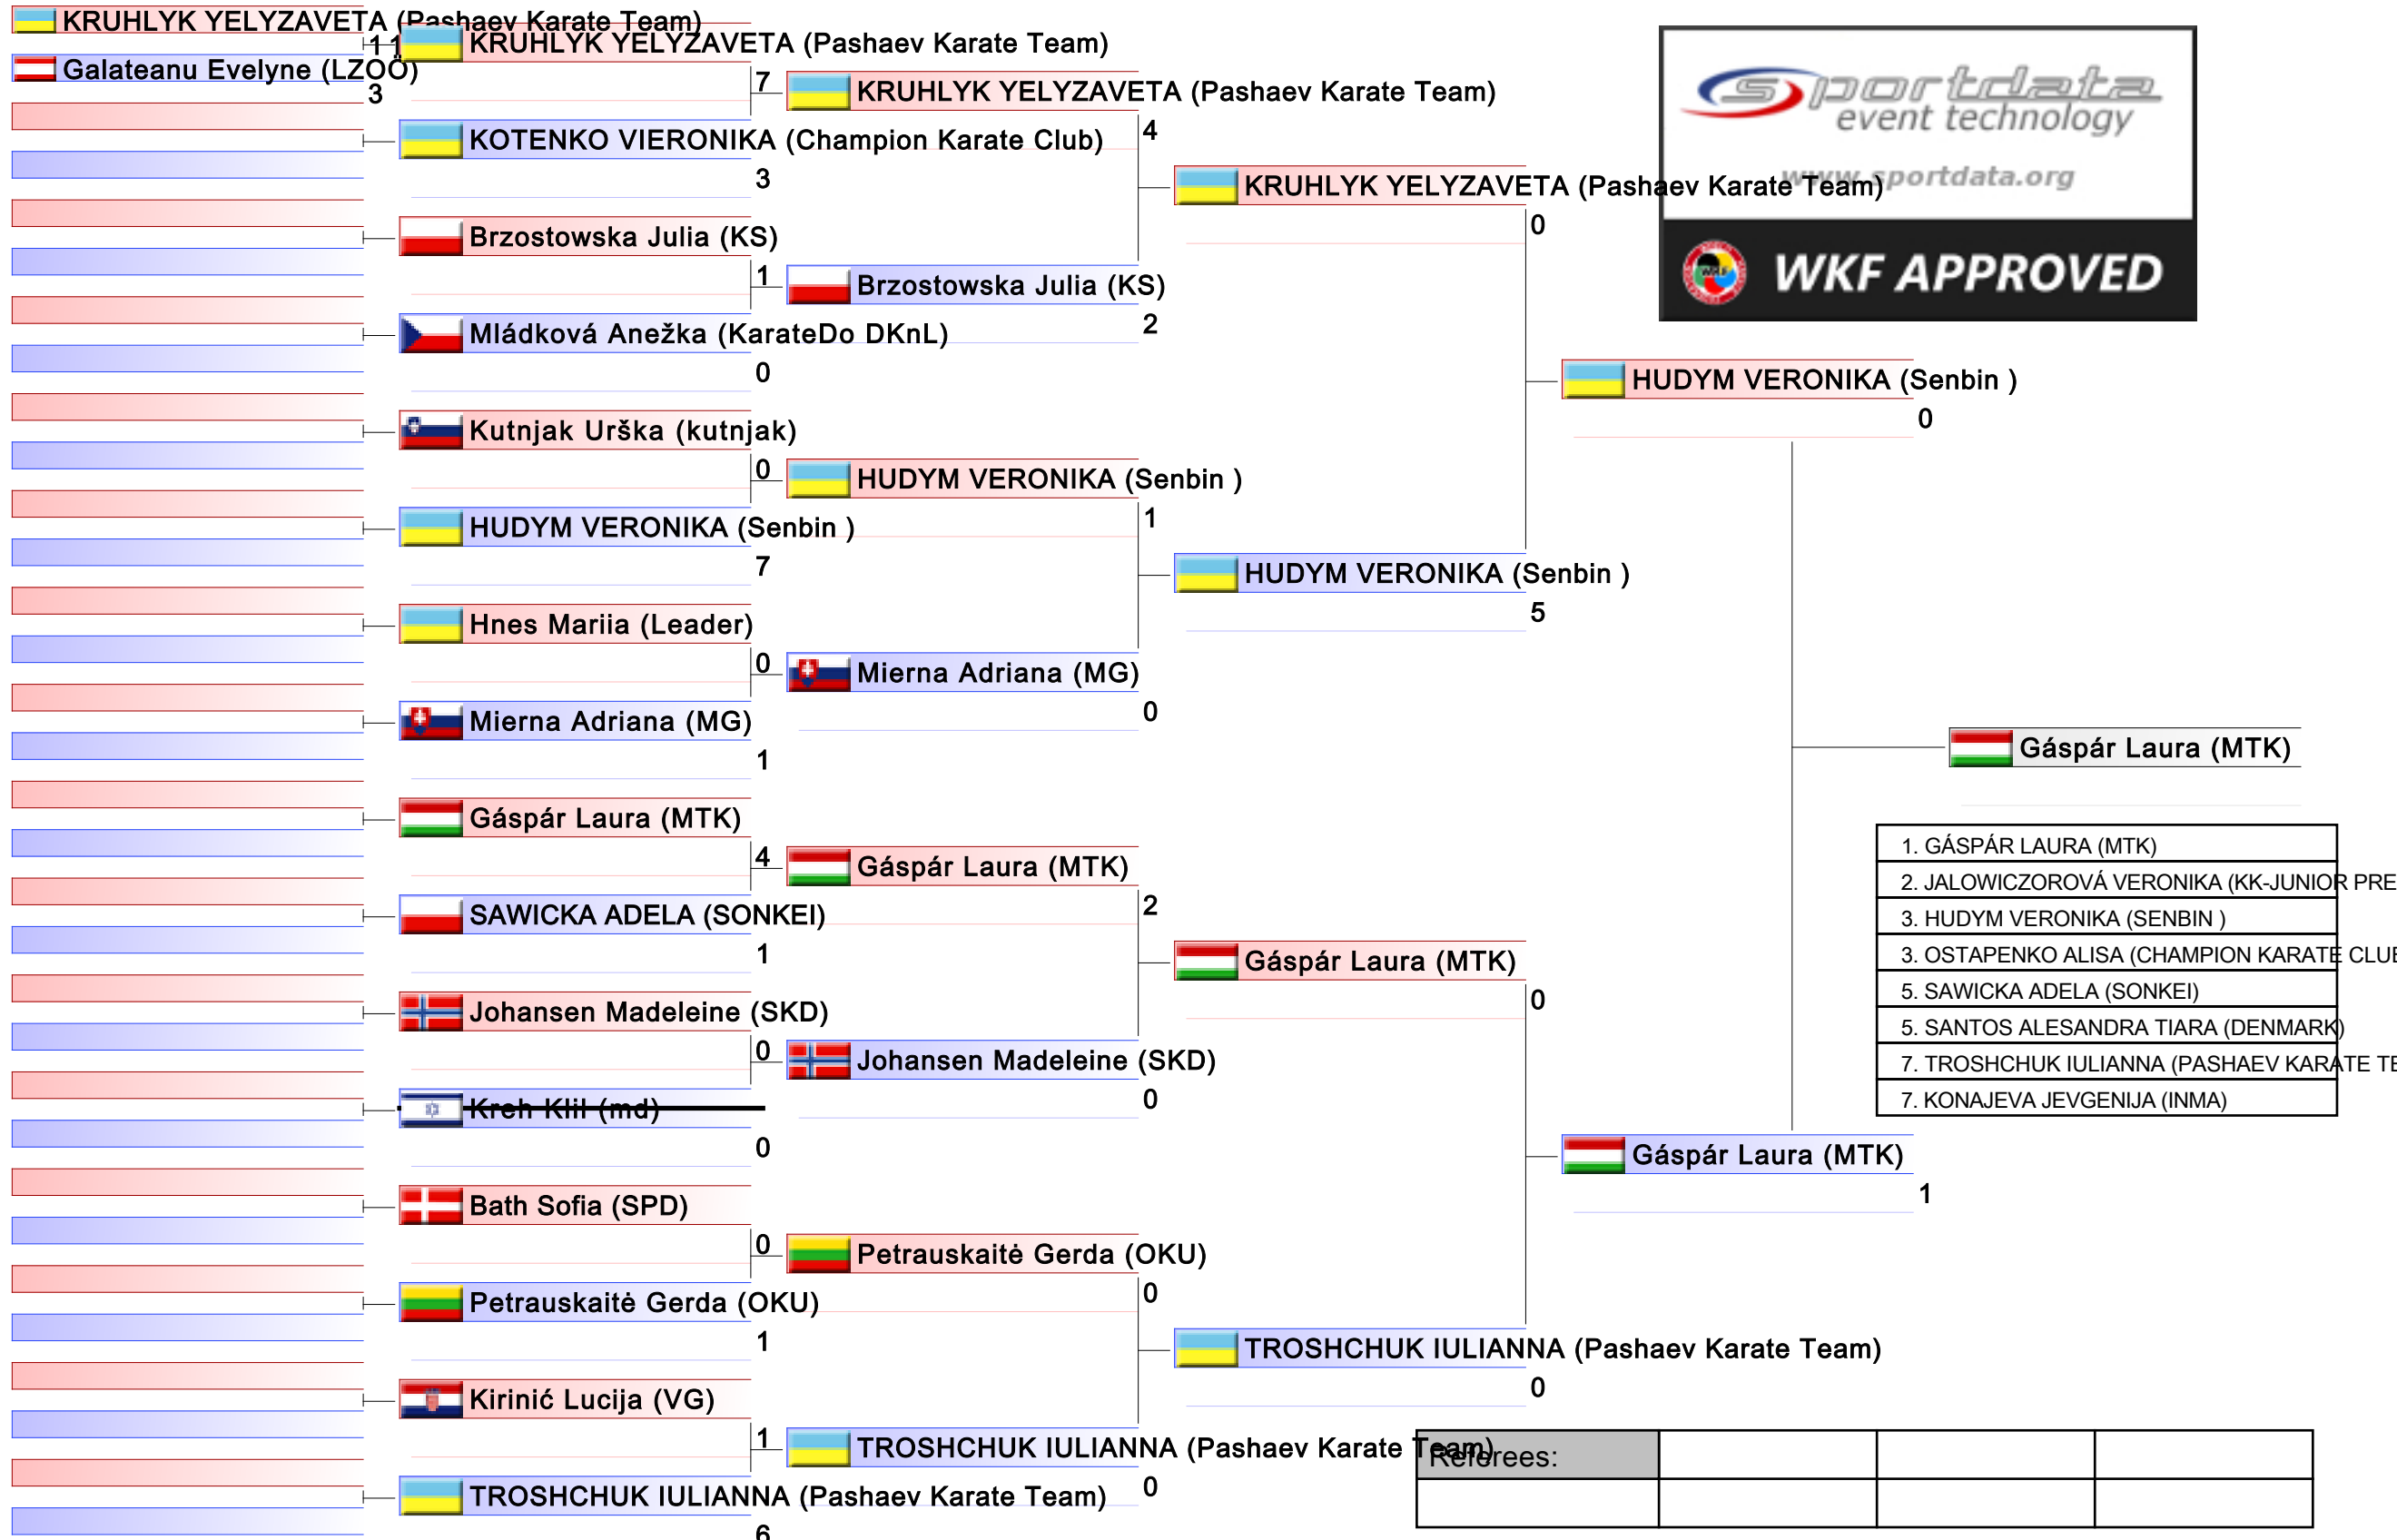 KRUHLYK YELYZAVETA (Pashaev Karate Team)
11
Galateanu Evelyne (LZOÖ)
3
KRUHLYK YELYZAVETA (Pashaev Karate Team)
7
KOTENKO VIERONIKA (Champion Karate Club)
3
Brzostowska Julia (KS)
1
Mládková Anežka (KarateDo DKnL)
0
Kutnjak Urška (kutnjak)
0
HUDYM VERONIKA (Senbin )
7
Hnes Mariia (Leader)
0
Mierna Adriana (MG)
1
Gáspár Laura (MTK)
4
SAWICKA ADELA (SONKEI)
1
Johansen Madeleine (SKD)
0
Kreh Klil (md)
0
Bath Sofia (SPD)
0
Petrauskaitė Gerda (OKU)
1
Kirinić Lucija (VG)
1
TROSHCHUK IULIANNA (Pashaev Karate Team)
6
KRUHLYK YELYZAVETA (Pashaev Karate Team)
4
Brzostowska Julia (KS)
2
HUDYM VERONIKA (Senbin )
1
Mierna Adriana (MG)
0
Gáspár Laura (MTK)
2
Johansen Madeleine (SKD)
0
Petrauskaitė Gerda (OKU)
0
TROSHCHUK IULIANNA (Pashaev Karate Team)
0
KRUHLYK YELYZAVETA (Pashaev Karate Team)
0
HUDYM VERONIKA (Senbin )
5
Gáspár Laura (MTK)
0
TROSHCHUK IULIANNA (Pashaev Karate Team)
0
HUDYM VERONIKA (Senbin )
0
Gáspár Laura (MTK)
1
Gáspár Laura (MTK)
sportdata
event technology
www.sportdata.org
WKF
WKF APPROVED
1. GÁSPÁR LAURA (MTK)
2. JALOWICZOROVÁ VERONIKA (KK-JUNIOR PRE
3. HUDYM VERONIKA (SENBIN )
3. OSTAPENKO ALISA (CHAMPION KARATE CLUB
5. SAWICKA ADELA (SONKEI)
5. SANTOS ALESANDRA TIARA (DENMARK)
7. TROSHCHUK IULIANNA (PASHAEV KARATE TE
7. KONAJEVA JEVGENIJA (INMA)
Referees: